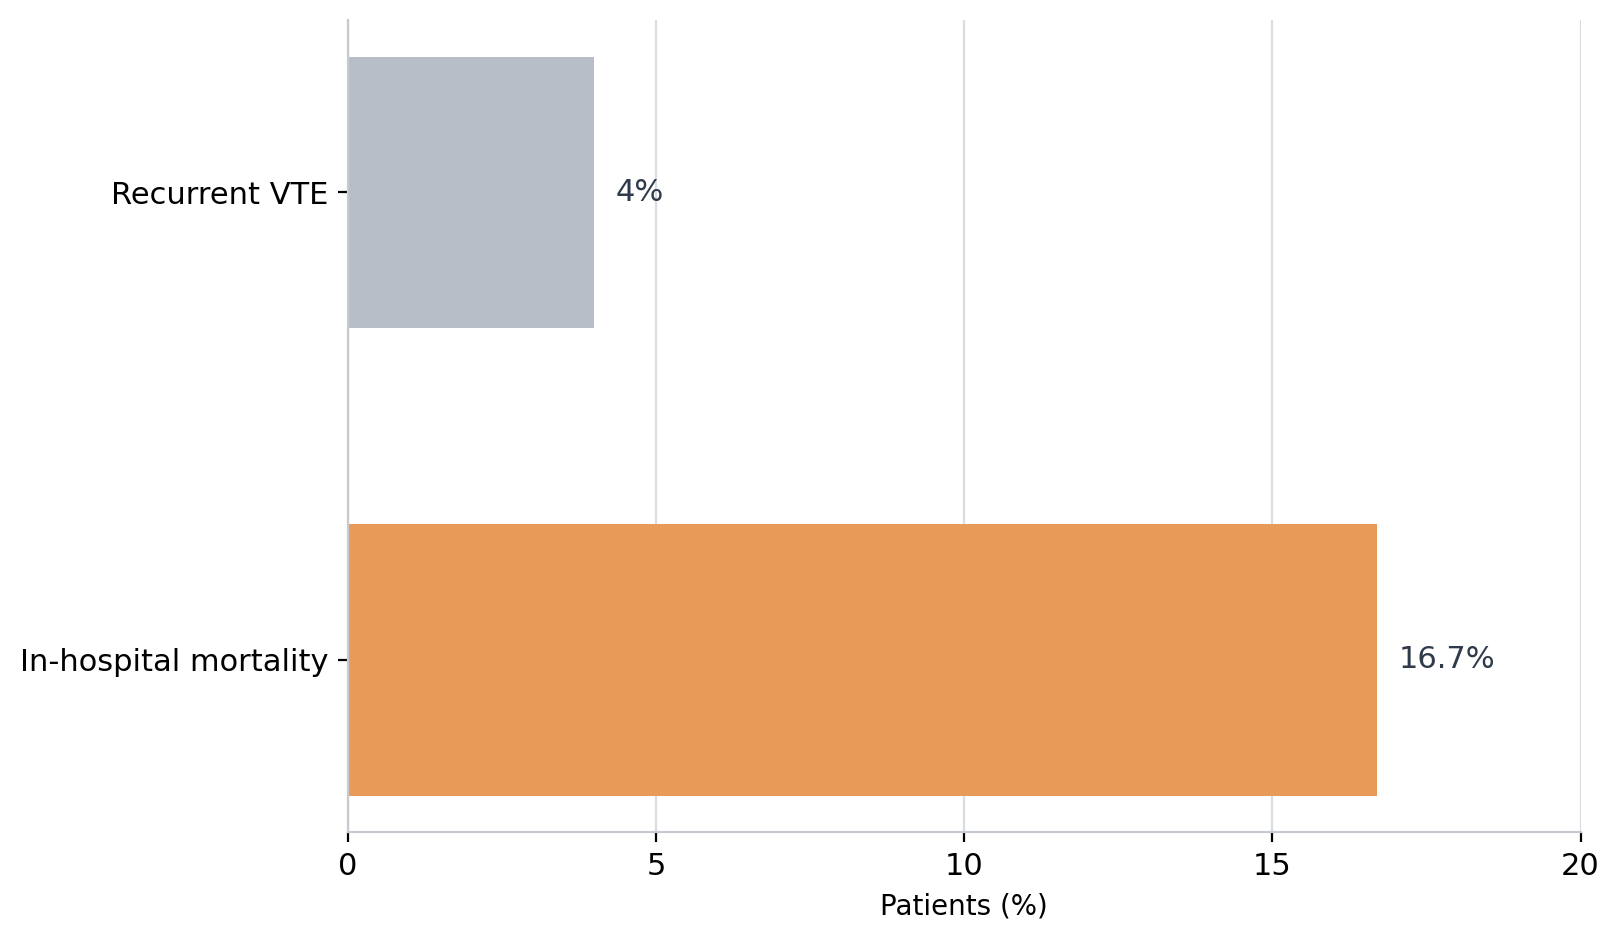 Recurrent VTE
4%
In-hospital mortality
16.7%
0 5 10 15 20
Patients (%)